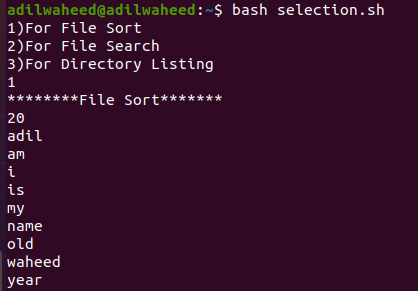 adilwaheed@adilwaheed:~$ bash selection.sh
1)For File Sort
2)For File Search
3)For Directory Listing
1
********File Sort*******
20
adil
am
i
is
my
name
old
waheed
year